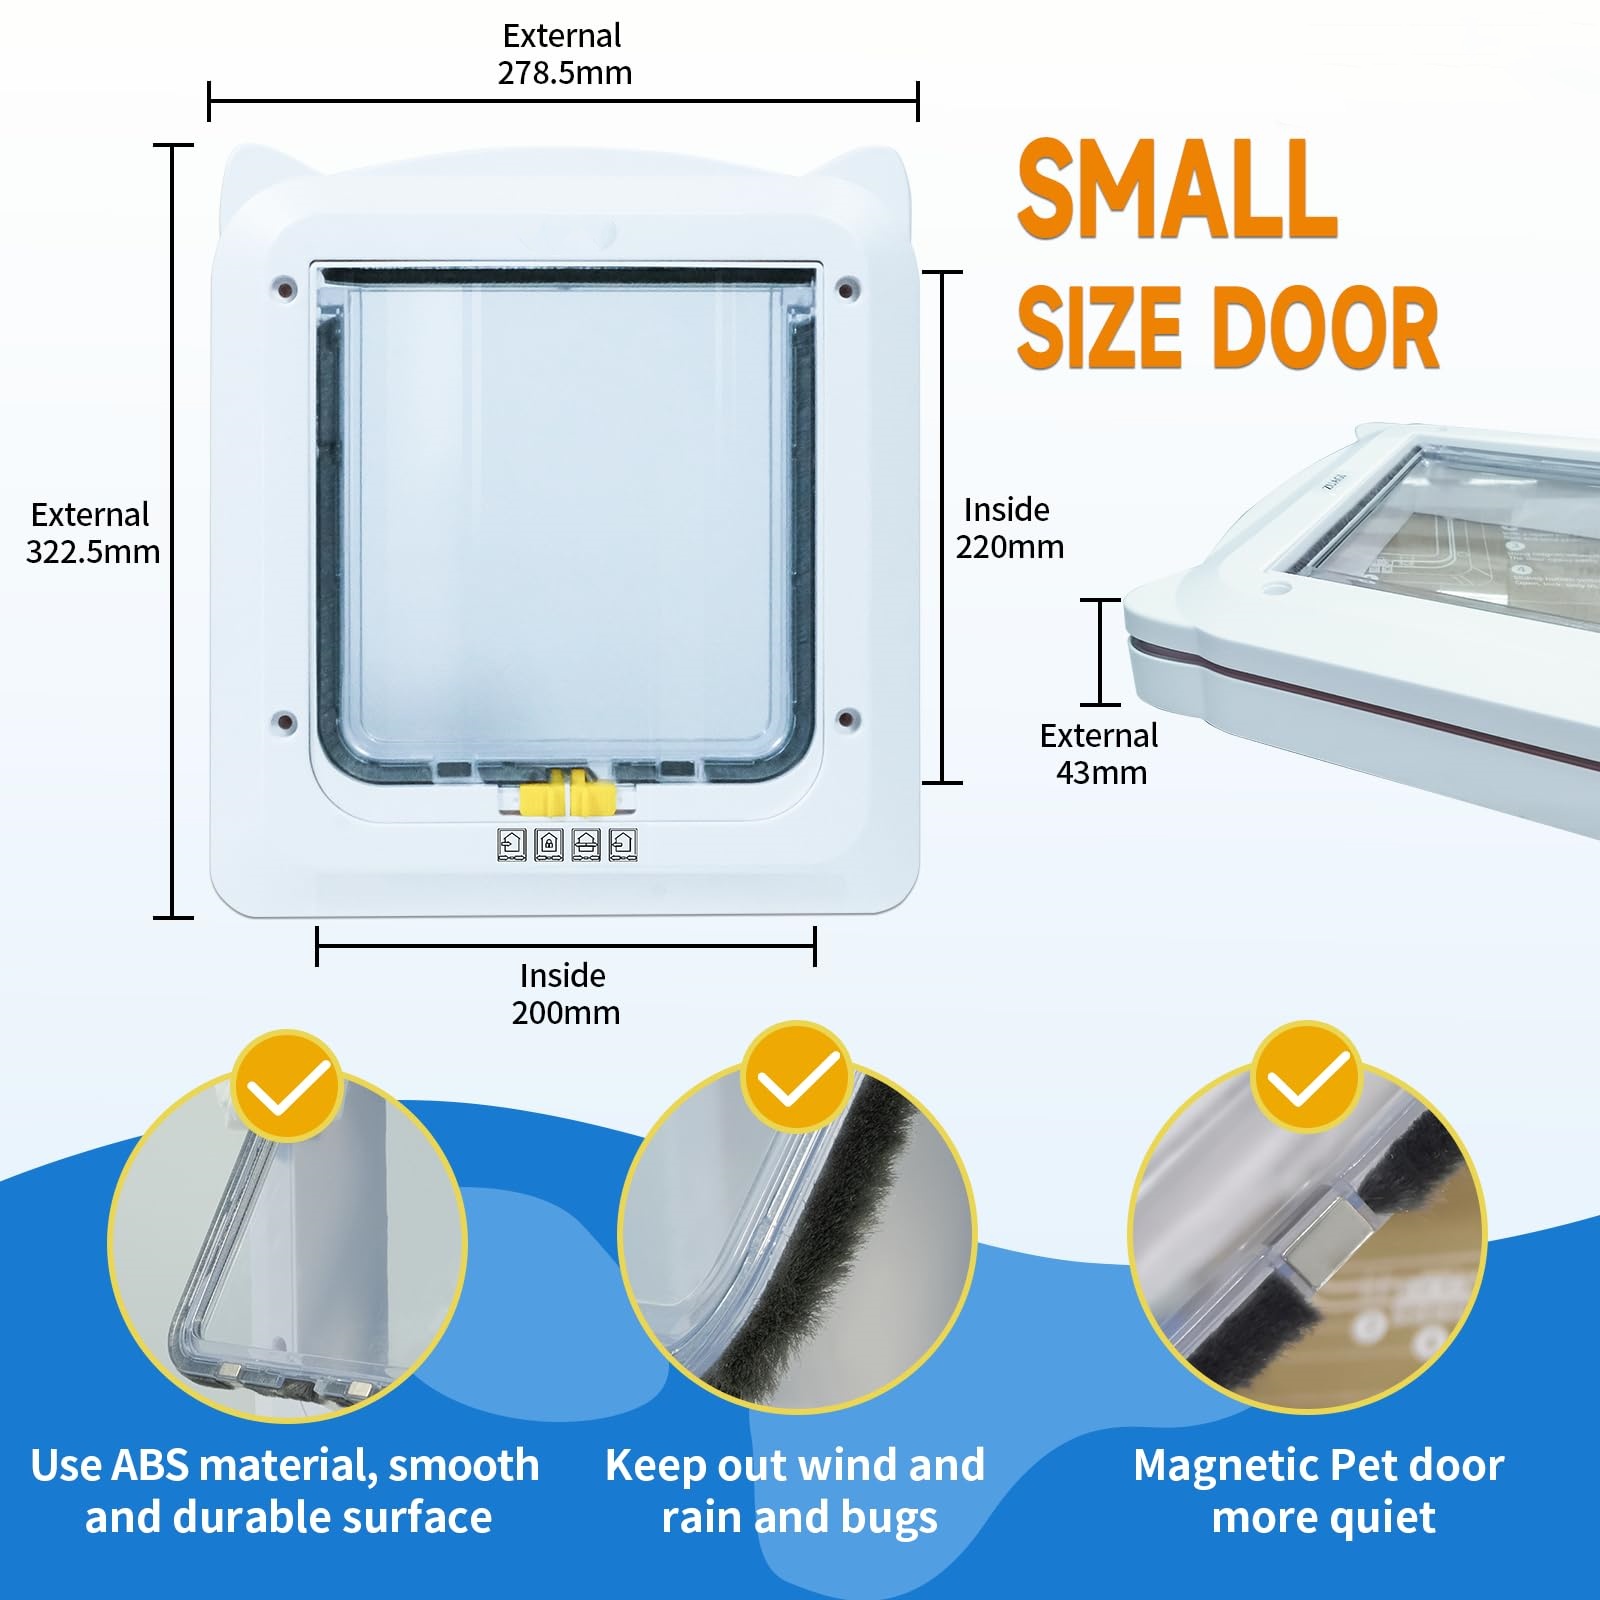 External
278.5mm
SMALL
SIZE DOOR
External
322.5mm
Inside
220mm
External
43mm
Inside
200mm
Use ABS material, smooth
and durable surface
Keep out wind and
rain and bugs
Magnetic Pet door
more quiet